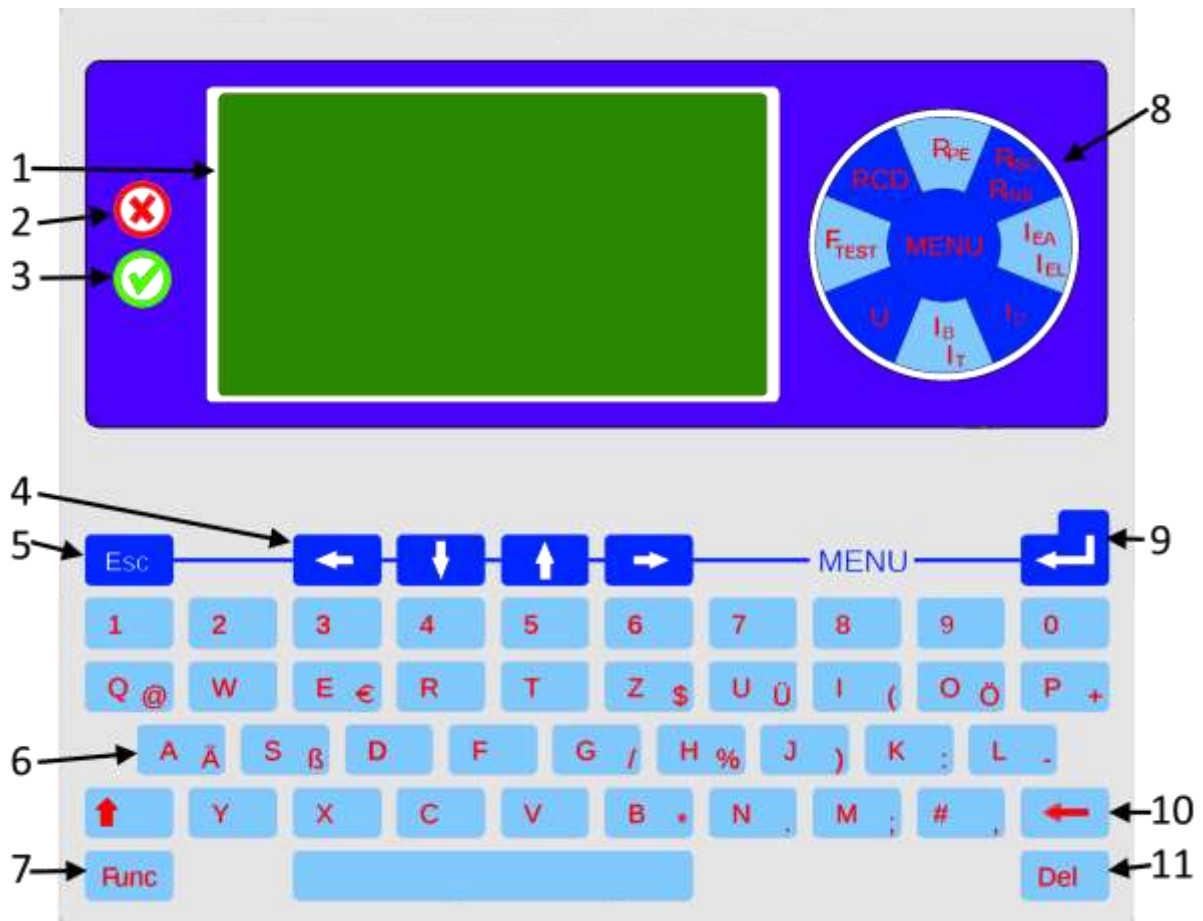 1
2
3
RPE
RISO
RINS
RCD
FTEST
MENU
IEA
IEL
U
IB
IT
ID
8
4
5
Esc
MENU
9
1 2 3 4 5 6 7 8 9 0
Q @ W E € R T Z $ U Ü I ( O Ö P +
6
A Ä S ß D F G / H % J ) K : L -
Y X C V B * N . M ; # ,
10
7
Func
Del
11